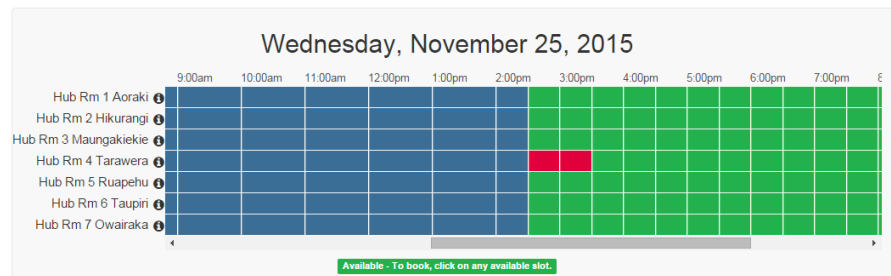 Wednesday, November 25, 2015
9:00am 10:00am 11:00am 12:00pm 1:00pm 2:00pm 3:00pm 4:00pm 5:00pm 6:00pm 7:00pm 8
Hub Rm 1 Aoraki
Hub Rm 2 Hikurangi
Hub Rm 3 Maungakiekie
Hub Rm 4 Tarawera
Hub Rm 5 Ruapehu
Hub Rm 6 Taupiri
Hub Rm 7 Owairaka
Available - To book, click on any available slot.